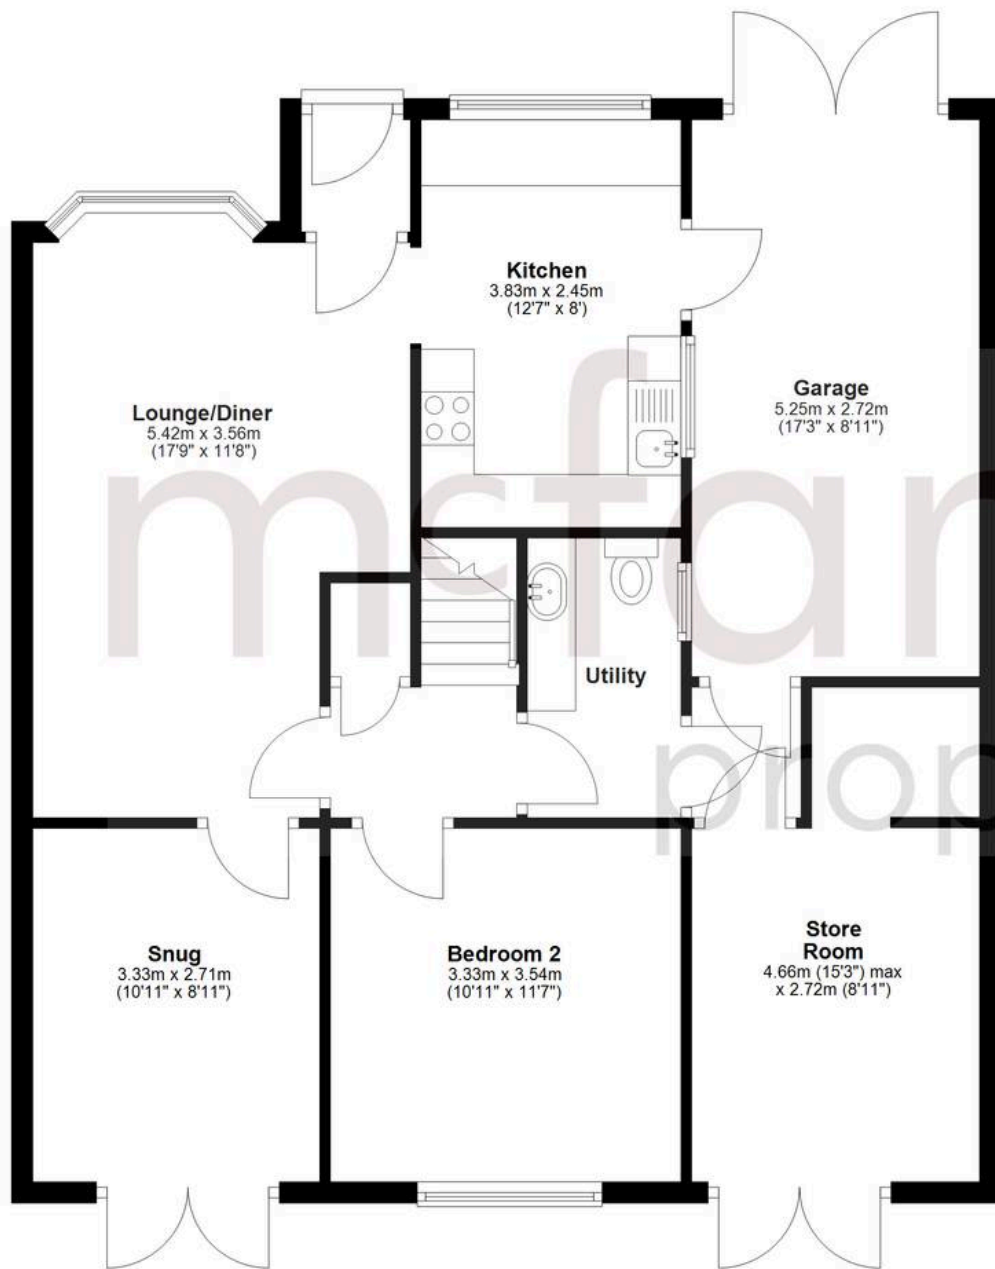 Kitchen
3.83m x 2.45m
(12'7" x 8')
Garage
5.25m x 2.72m
(17'3" x 8'11")
Lounge/Diner
5.42m x 3.56m
(17'9" x 11'8")
Utility
Snug
3.33m x 2.71m
(10'11" x 8'11")
Bedroom 2
3.33m x 3.54m
(10'11" x 11'7")
Store
Room
4.66m (15'3") max
x 2.72m (8'11")
mcfar
prop